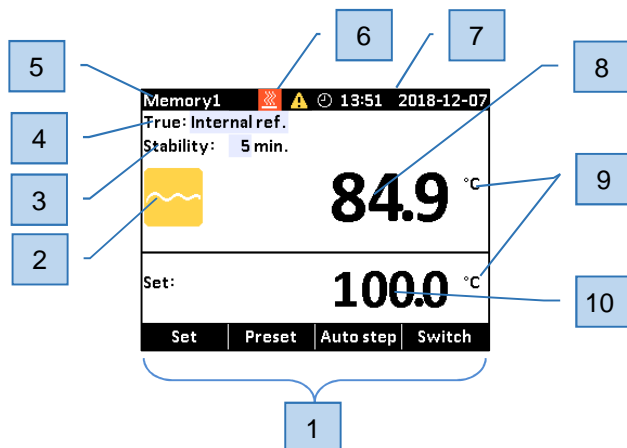 6
7
5
8
Memory1 13:51 2018-12-07
4
True: Internal ref.
Stability: 5 min.
3
84.9 °C
9
2
Set: 100.0 °C
10
Set Preset Auto step Switch
1